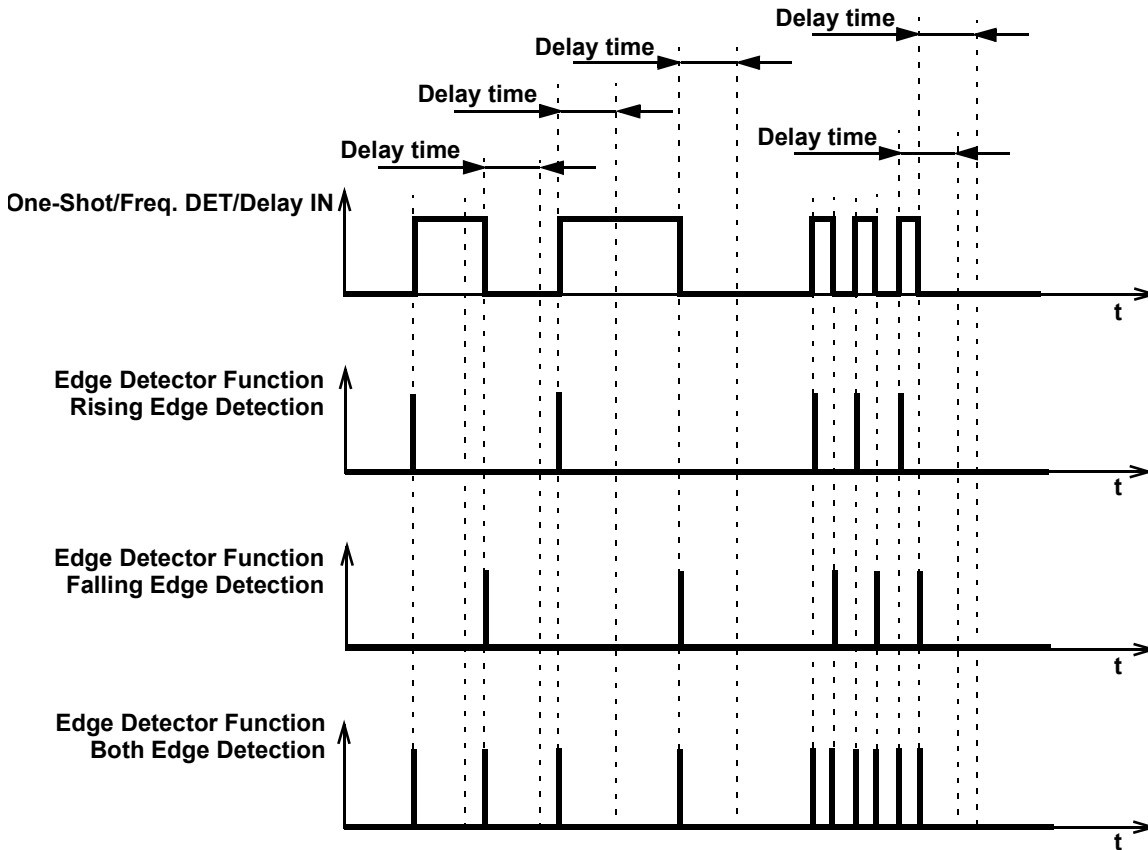 Delay time
Delay time
Delay time
Delay time
Delay time
One-Shot/Freq. DET/Delay IN
t
Edge Detector Function
Rising Edge Detection
t
Edge Detector Function
Falling Edge Detection
t
Edge Detector Function
Both Edge Detection
t